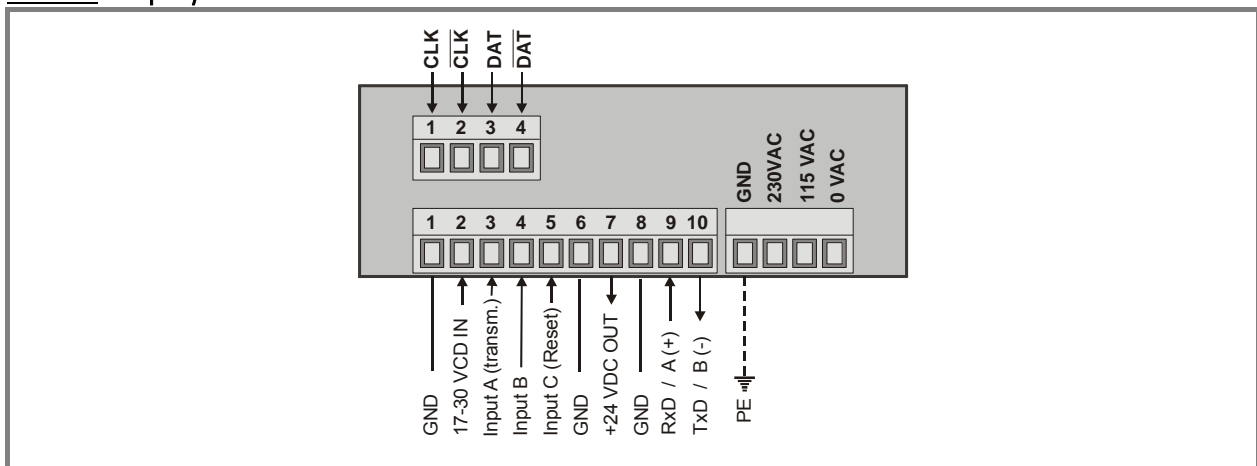 CLK
C̅L̅K̅
DAT
D̅A̅T̅
1 2 3 4
GND
230VAC
115 VAC
0 VAC
1 2 3 4 5 6 7 8 9 10
GND
17-30 VCD IN
Input A (transm.)
Input B
Input C (Reset)
GND
+24 VDC OUT
GND
RxD / A (+)
TxD / B (-)
PE